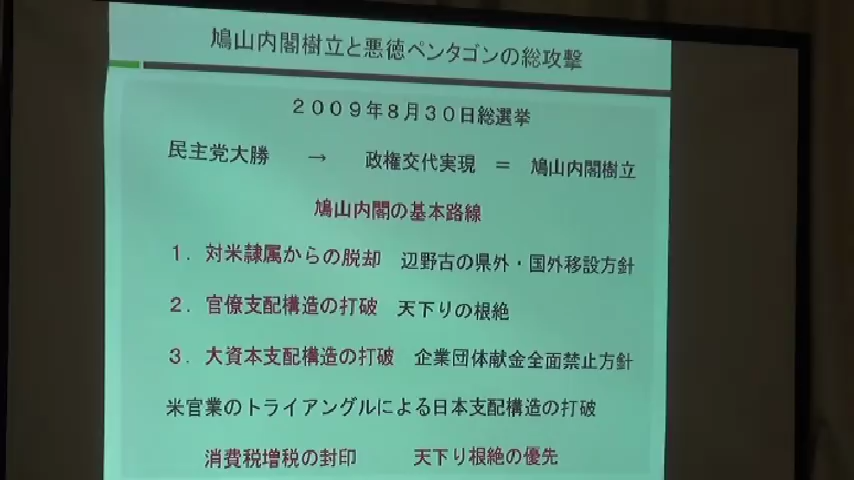 鳩山内閣樹立と悪徳ペンタゴンの総攻撃
２００９年８月３０日総選挙
民主党大勝 → 政権交代実現 ＝ 鳩山内閣樹立
鳩山内閣の基本路線
１．対米隷属からの脱却 辺野古の県外・国外移設方針
２．官僚支配構造の打破 天下りの根絶
３．大資本支配構造の打破 企業団体献金全面禁止方針
米官業のトライアングルによる日本支配構造の打破
消費税増税の封印 天下り根絶の優先